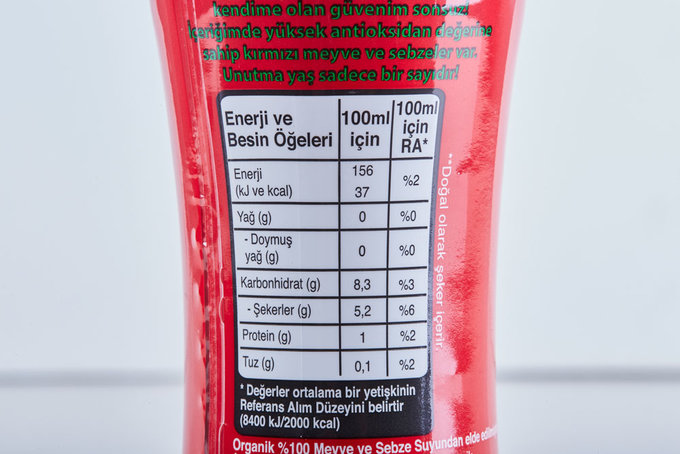 kendime olan güvenim sonsuz!
İçeriğimde yüksek antioksidan değerine
sahip kırmızı meyve ve sebzeler var.
Unutma yaş sadece bir sayıdır!
Enerji ve
Besin Öğeleri
100ml
için
100ml
için
RA*
Enerji
(kJ ve kcal)
156
37
%2
Yağ (g) 0 %0
- Doymuş
yağ (g)
0 %0
Karbonhidrat (g) 8,3 %3
- Şekerler (g) 5,2 %6
Protein (g) 1 %2
Tuz (g) 0,1 %2
* Değerler ortalama bir yetişkinin
Referans Alım Düzeyini belirtir
(8400 kJ/2000 kcal)
**Doğal olarak şeker içerir.
Organik %100 Meyve ve Sebze Suyundan elde